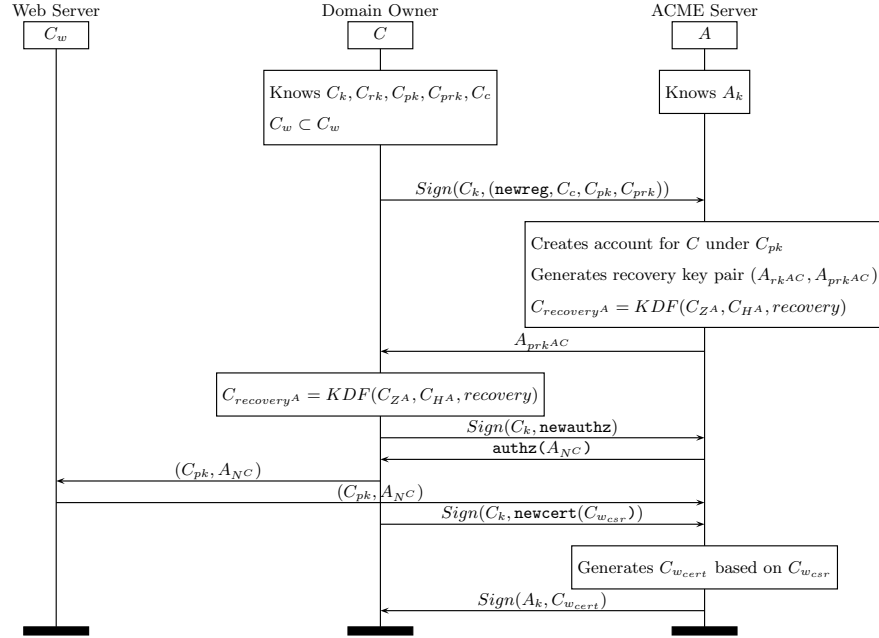 Web Server Domain Owner ACME Server
C_w C A
Knows C_k, C_rk, C_pk, C_prk, C_c
C_w ⊂ C_w
Knows A_k
Sign(C_k, (newreg, C_c, C_pk, C_prk))
Creates account for C under C_pk
Generates recovery key pair (A_rk^AC, A_prk^AC)
C_recovery^A = KDF(C_Z^A, C_H^A, recovery)
A_prk^AC
C_recovery^A = KDF(C_Z^A, C_H^A, recovery)
Sign(C_k, newauthz)
authz(A_N^C)
(C_pk, A_N^C)
(C_pk, A_N^C)
Sign(C_k, newcert(C_w_csr))
Generates C_w_cert based on C_w_csr
Sign(A_k, C_w_cert)